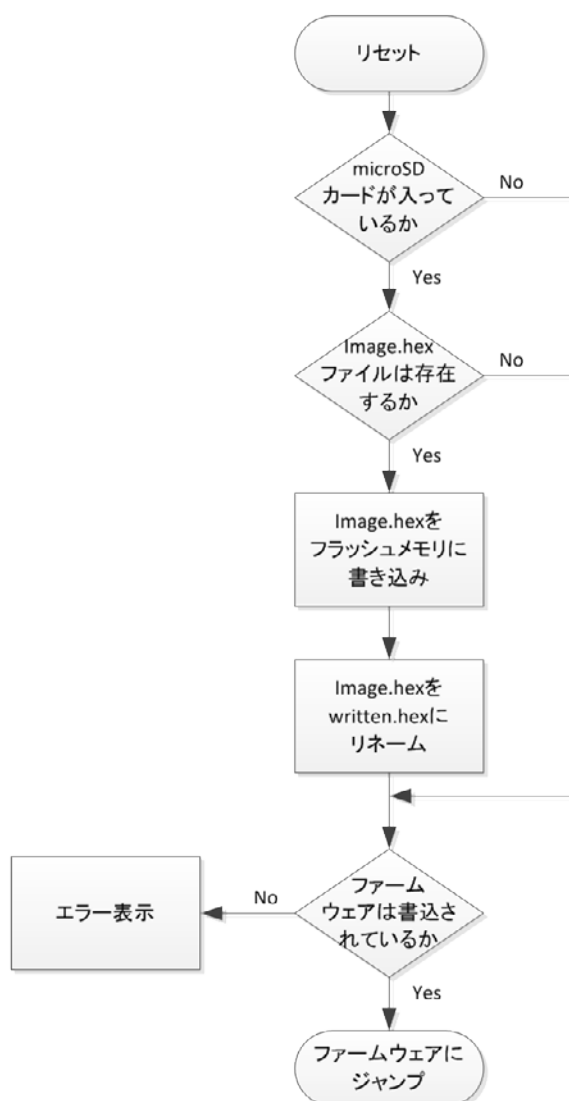 リセット
microSD
カードが入って
いるか
No
Yes
Image.hex
ファイルは存在
するか
No
Yes
Image.hexを
フラッシュメモリに
書き込み
Image.hexを
written.hexに
リネーム
ファーム
ウェアは書込さ
れているか
No
エラー表示
Yes
ファームウェアに
ジャンプ